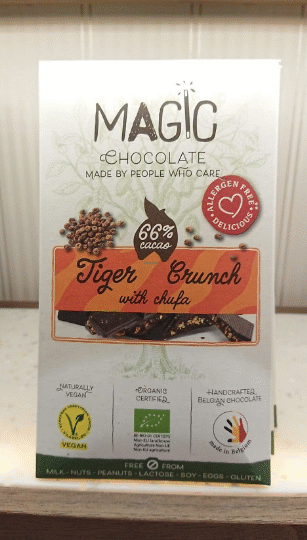 MAGIC
CHOCOLATE
MADE BY PEOPLE WHO CARE
ALLERGEN FREE
DELICIOUS
66%
cacao
Tiger Crunch
with chufa
NATURALLY
VEGAN
ORGANIC
CERTIFIED
HANDCRAFTED
BELGIAN CHOCOLATE
VEGAN
made in Belgium
FREE FROM
MILK - NUTS - PEANUTS - LACTOSE - SOY - EGGS - GLUTEN